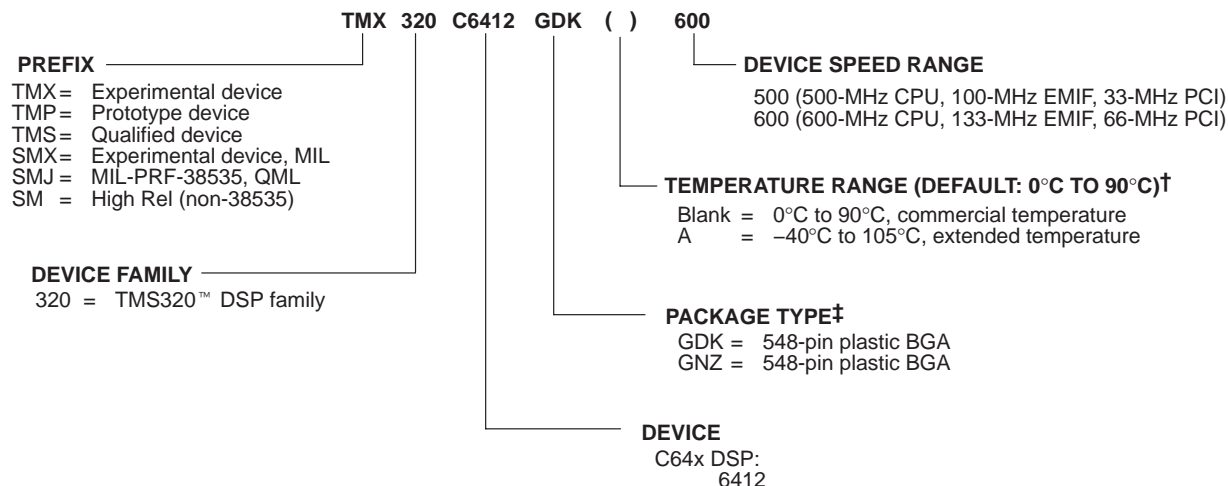 TMX 320 C6412 GDK ( ) 600
PREFIX
TMX= Experimental device
TMP= Prototype device
TMS= Qualified device
SMX= Experimental device, MIL
SMJ = MIL-PRF-38535, QML
SM = High Rel (non-38535)
DEVICE SPEED RANGE
500 (500-MHz CPU, 100-MHz EMIF, 33-MHz PCI)
600 (600-MHz CPU, 133-MHz EMIF, 66-MHz PCI)
TEMPERATURE RANGE (DEFAULT: 0°C TO 90°C)†
Blank = 0°C to 90°C, commercial temperature
A = −40°C to 105°C, extended temperature
DEVICE FAMILY
320 = TMS320™ DSP family
PACKAGE TYPE‡
GDK = 548-pin plastic BGA
GNZ = 548-pin plastic BGA
DEVICE
C64x DSP:
6412